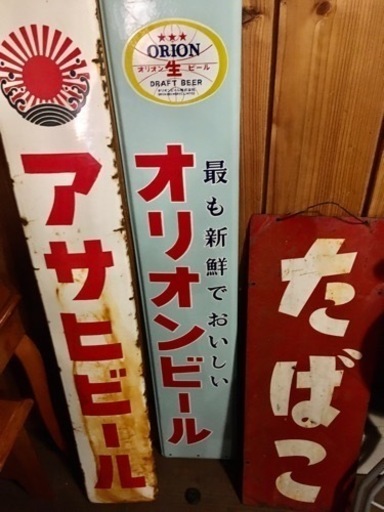 アサヒビール
ORION
オリオン生ビール
DRAFT BEER
最も新鮮でおいしい
オリオンビール
たばこ